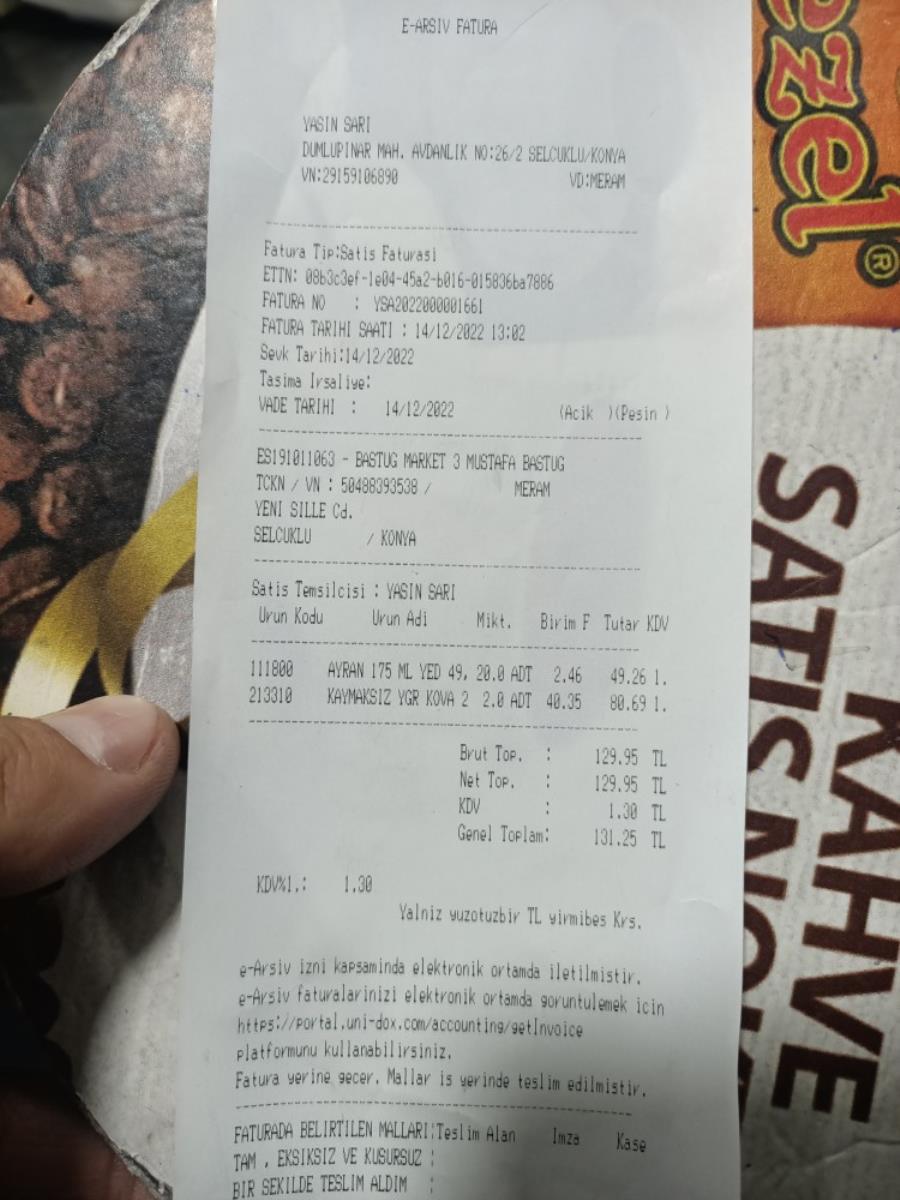 E-ARSIV FATURA
YASIN SARI
DUMLUPINAR MAH. AVDANLIK NO:26/2 SELCUKLU/KONYA
VN:29159106890 VD:MERAM
Fatura Tip:Satis Faturasi
ETTN: 08b3c3ef-1e04-45a2-b016-015836ba7886
FATURA NO : YSA2022000001661
FATURA TARIHI SAATI : 14/12/2022 13:02
Sevk Tarihi:14/12/2022
Tasima Irsaliye:
VADE TARIHI : 14/12/2022 (Acik )(Pesin )
ES191011063 - BASTUG MARKET 3 MUSTAFA BASTUG
TCKN / VN : 50488393538 / MERAM
YENI SILLE Cd.
SELCUKLU / KONYA
Satis Temsilcisi : YASIN SARI
Urun Kodu Urun Adi Mikt. Birim F Tutar KDV
111800 AYRAN 175 ML YED 49, 20.0 ADT 2.46 49.26 1.
213310 KAYMAKSIZ YGR KOVA 2 2.0 ADT 40.35 80.69 1.
Brut Top. : 129.95 TL
Net Top. : 129.95 TL
KDV : 1.30 TL
Genel Toplam: 131.25 TL
KDV%1.: 1.30
Yalniz yuzotuzbir TL yirmibes Krs.
e-Arsiv izni kapsaminda elektronik ortamda iletilmistir.
e-Arsiv faturalarinizi elektronik ortamda goruntulemek icin
https://portal.uni-dox.com/accounting/getInvoice
platformunu kullanabilirsiniz.
Fatura yerine gecer. Mallar is yerinde teslim edilmistir.
FATURADA BELIRTILEN MALLARI:Teslim Alan Imza Kase
TAM , EKSIKSIZ VE KUSURSUZ :
BIR SEKILDE TESLIM ALDIM :
ezel®
KAHVE
SATIS